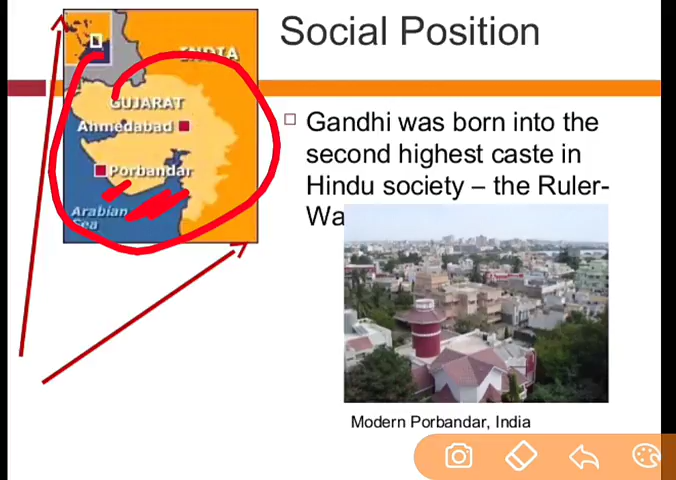 Social Position
INDIA
GUJARAT
Ahmedabad
Porbandar
Arabian
Sea
Gandhi was born into the
second highest caste in
Hindu society – the Ruler-
Wa
Modern Porbandar, India